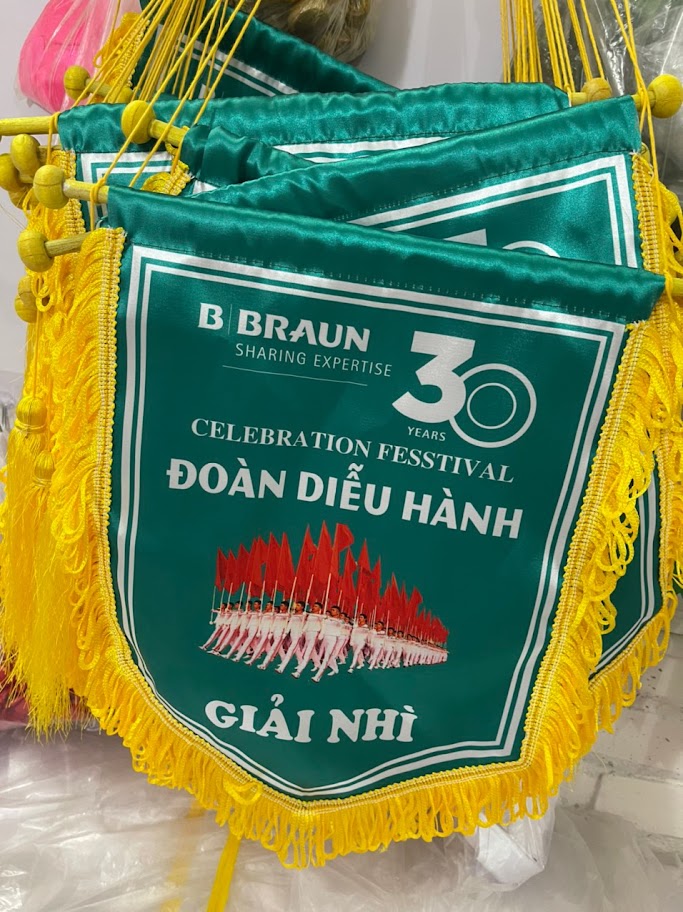 B | BRAUN
SHARING EXPERTISE
30
YEARS
CELEBRATION FESSTIVAL
ĐOÀN DIỄU HÀNH
GIẢI NHÌ